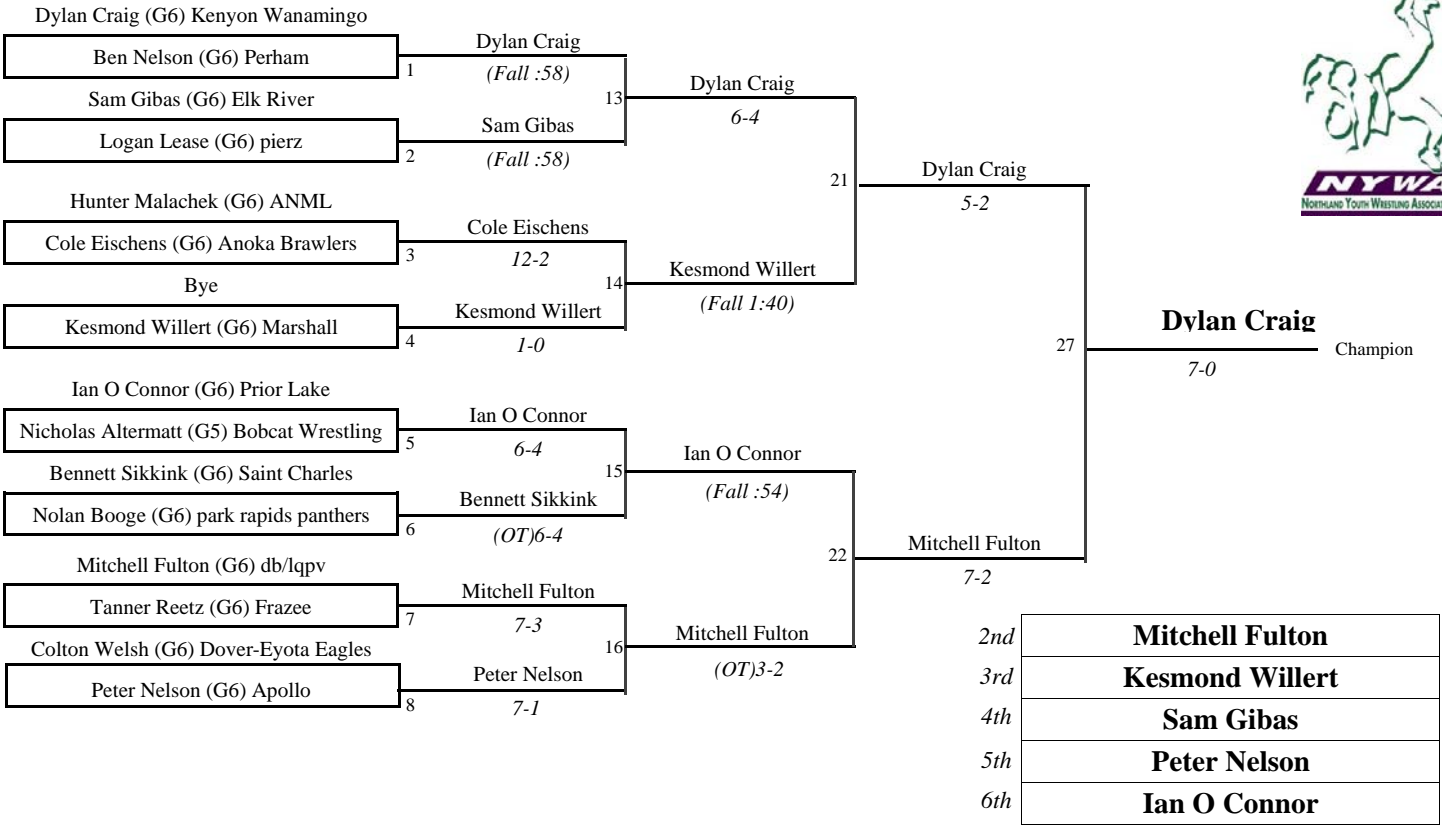 Dylan Craig (G6) Kenyon Wanamingo
Ben Nelson (G6) Perham
1
Dylan Craig
(Fall :58)
Sam Gibas (G6) Elk River
Logan Lease (G6) pierz
2
Sam Gibas
(Fall :58)
13
Dylan Craig
6-4
Hunter Malachek (G6) ANML
Cole Eischens (G6) Anoka Brawlers
3
Cole Eischens
12-2
Bye
Kesmond Willert (G6) Marshall
4
Kesmond Willert
1-0
14
Kesmond Willert
(Fall 1:40)
21
Dylan Craig
5-2
Ian O Connor (G6) Prior Lake
Nicholas Altermatt (G5) Bobcat Wrestling
5
Ian O Connor
6-4
Bennett Sikkink (G6) Saint Charles
Nolan Booge (G6) park rapids panthers
6
Bennett Sikkink
(OT)6-4
15
Ian O Connor
(Fall :54)
Mitchell Fulton (G6) db/lqpv
Tanner Reetz (G6) Frazee
7
Mitchell Fulton
7-3
Colton Welsh (G6) Dover-Eyota Eagles
Peter Nelson (G6) Apollo
8
Peter Nelson
7-1
16
Mitchell Fulton
(OT)3-2
22
Mitchell Fulton
7-2
27
Dylan Craig
7-0
Champion
NYWA
NORTHLAND YOUTH WRESTLING
2nd Mitchell Fulton
3rd Kesmond Willert
4th Sam Gibas
5th Peter Nelson
6th Ian O Connor